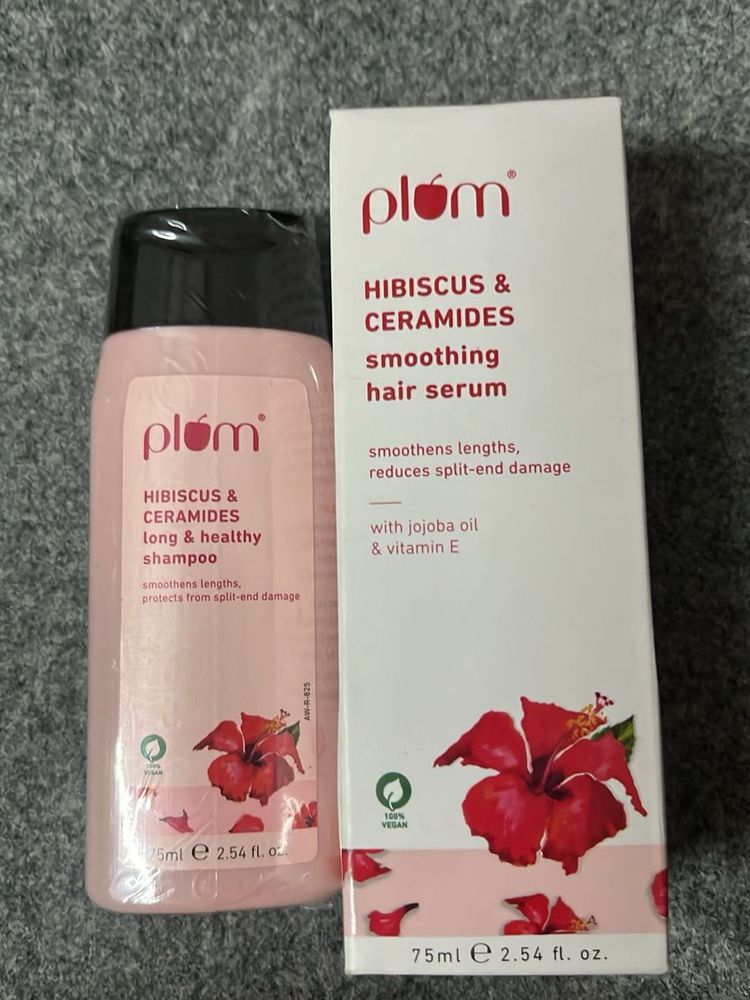 plum®
HIBISCUS &
CERAMIDES
long & healthy
shampoo
smoothens lengths,
protects from split-end damage
AW-R-825
100%
VEGAN
75ml ℮ 2.54 fl. oz.
plum®
HIBISCUS &
CERAMIDES
smoothing
hair serum
smoothens lengths,
reduces split-end damage
with jojoba oil
& vitamin E
100%
VEGAN
75ml ℮ 2.54 fl. oz.